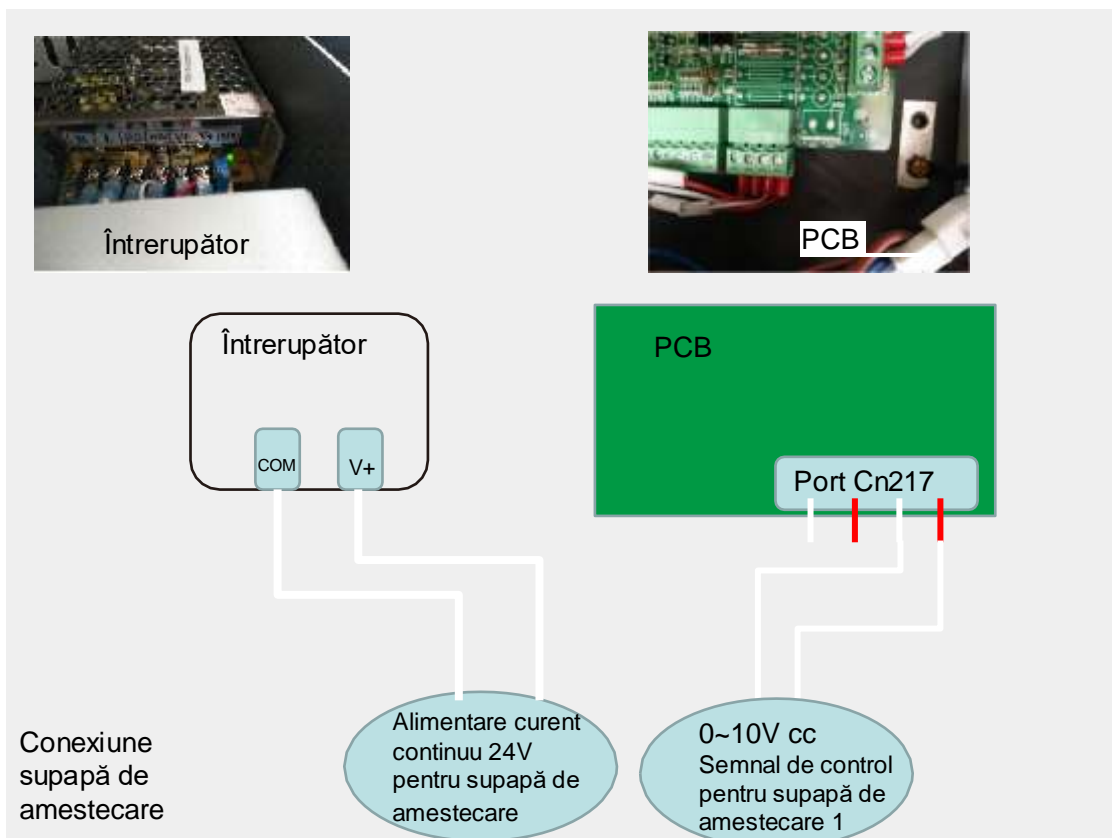 Întrerupător
PCB
Întrerupător
COM
V+
PCB
Port Cn217
Conexiune
supapă de
amestecare
Alimentare curent
continuu 24V
pentru supapă de
amestecare
0~10V cc
Semnal de control
pentru supapă de
amestecare 1